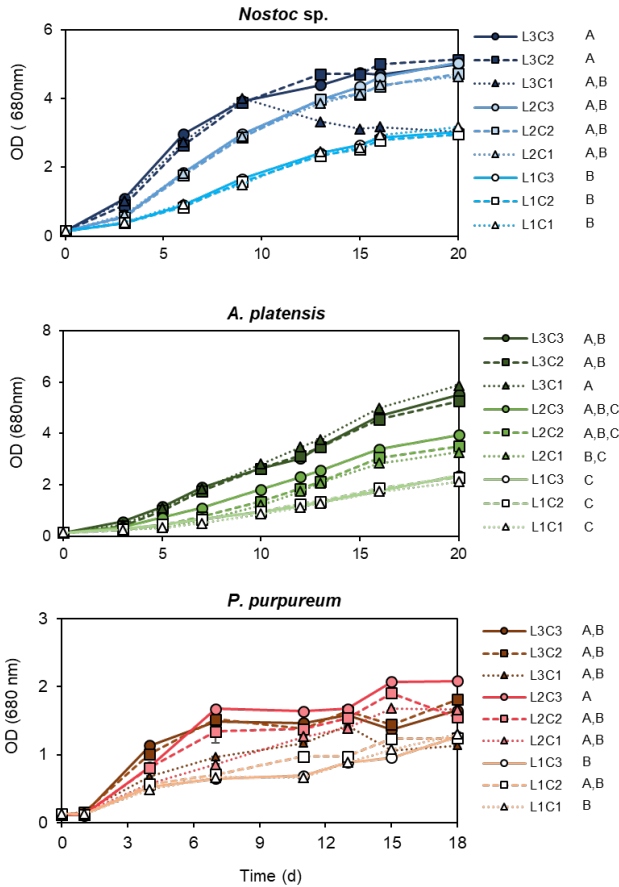 Nostoc sp.
OD ( 680nm)
6
4
2
0
0 5 10 15 20
L3C3 A
L3C2 A
L3C1 A,B
L2C3 A,B
L2C2 A,B
L2C1 A,B
L1C3 B
L1C2 B
L1C1 B
A. platensis
OD (680nm)
8
6
4
2
0
0 5 10 15 20
L3C3 A,B
L3C2 A,B
L3C1 A
L2C3 A,B,C
L2C2 A,B,C
L2C1 B,C
L1C3 C
L1C2 C
L1C1 C
P. purpureum
OD (680 nm)
3
2
1
0
0 3 6 9 12 15 18
Time (d)
L3C3 A,B
L3C2 A,B
L3C1 A,B
L2C3 A
L2C2 A,B
L2C1 A,B
L1C3 B
L1C2 A,B
L1C1 B